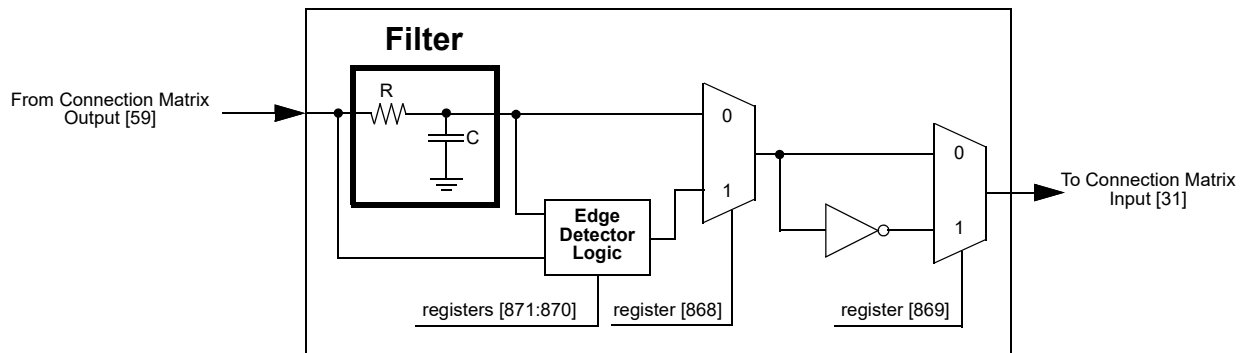 Filter
R
C
From Connection Matrix
Output [59]
0
1
Edge
Detector
Logic
0
1
To Connection Matrix
Input [31]
registers [871:870]
register [868]
register [869]